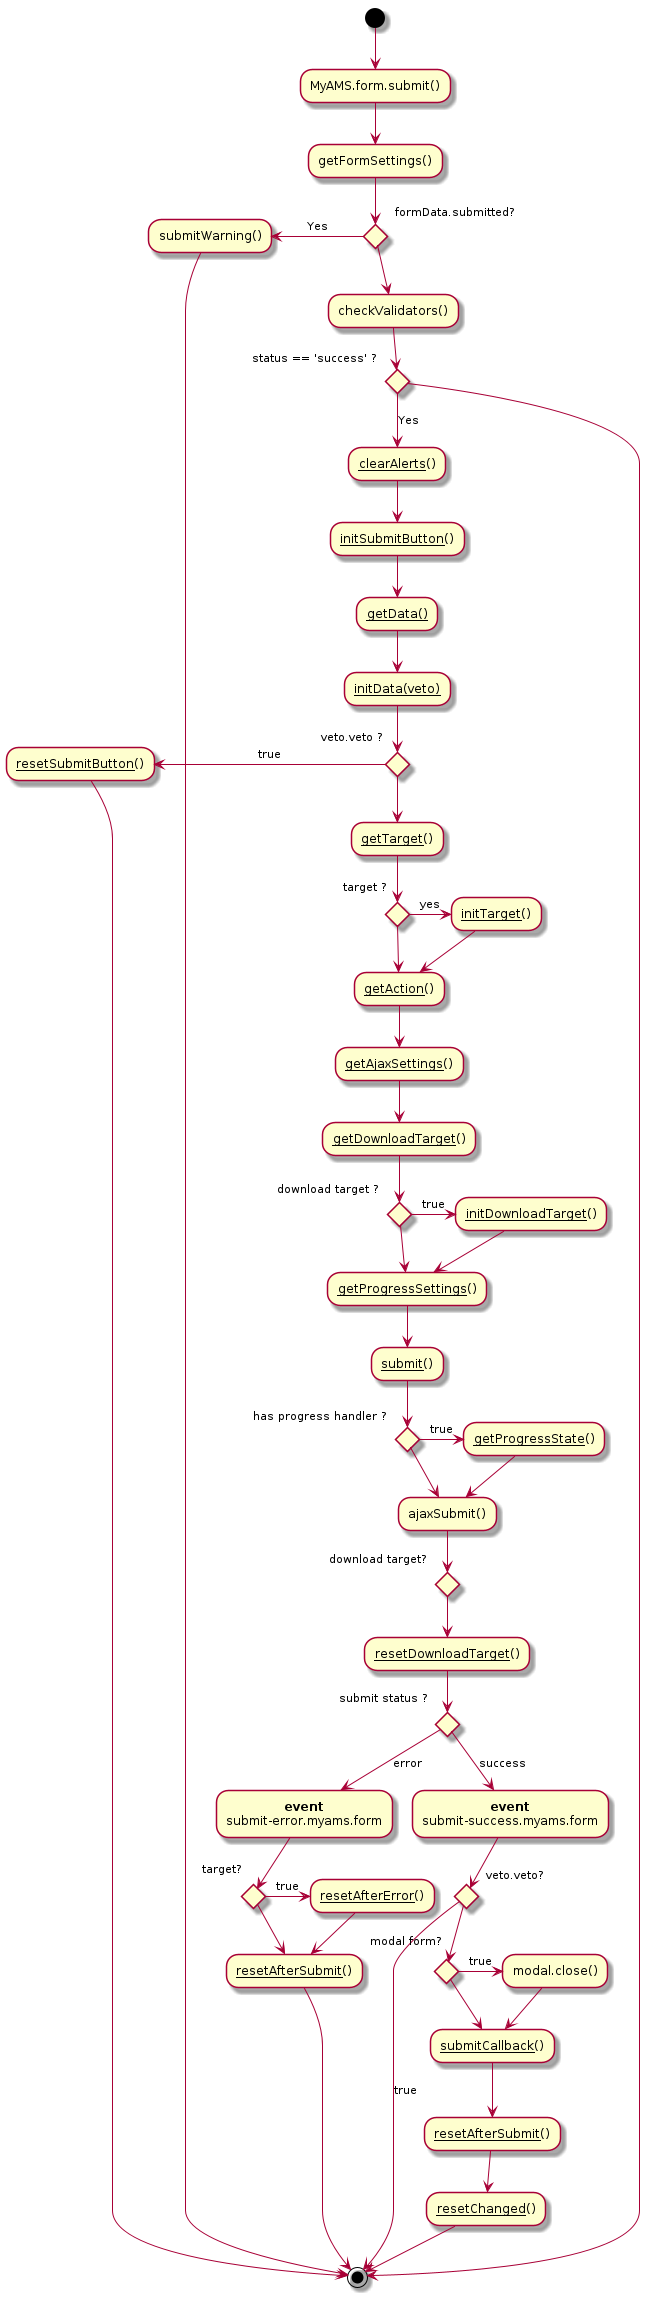 MyAMS.form.submit()
getFormSettings()
formData.submitted?
Yes
submitWarning()
checkValidators()
status == 'success' ?
Yes
clearAlerts()
initSubmitButton()
getData()
initData(veto)
veto.veto ?
true
resetSubmitButton()
getTarget()
target ?
yes
initTarget()
getAction()
getAjaxSettings()
getDownloadTarget()
download target ?
true
initDownloadTarget()
getProgressSettings()
submit()
has progress handler ?
true
getProgressState()
ajaxSubmit()
download target?
resetDownloadTarget()
submit status ?
error
success
event
submit-error.myams.form
event
submit-success.myams.form
target?
true
resetAfterError()
veto.veto?
modal form?
true
modal.close()
resetAfterSubmit()
submitCallback()
true
resetAfterSubmit()
resetChanged()